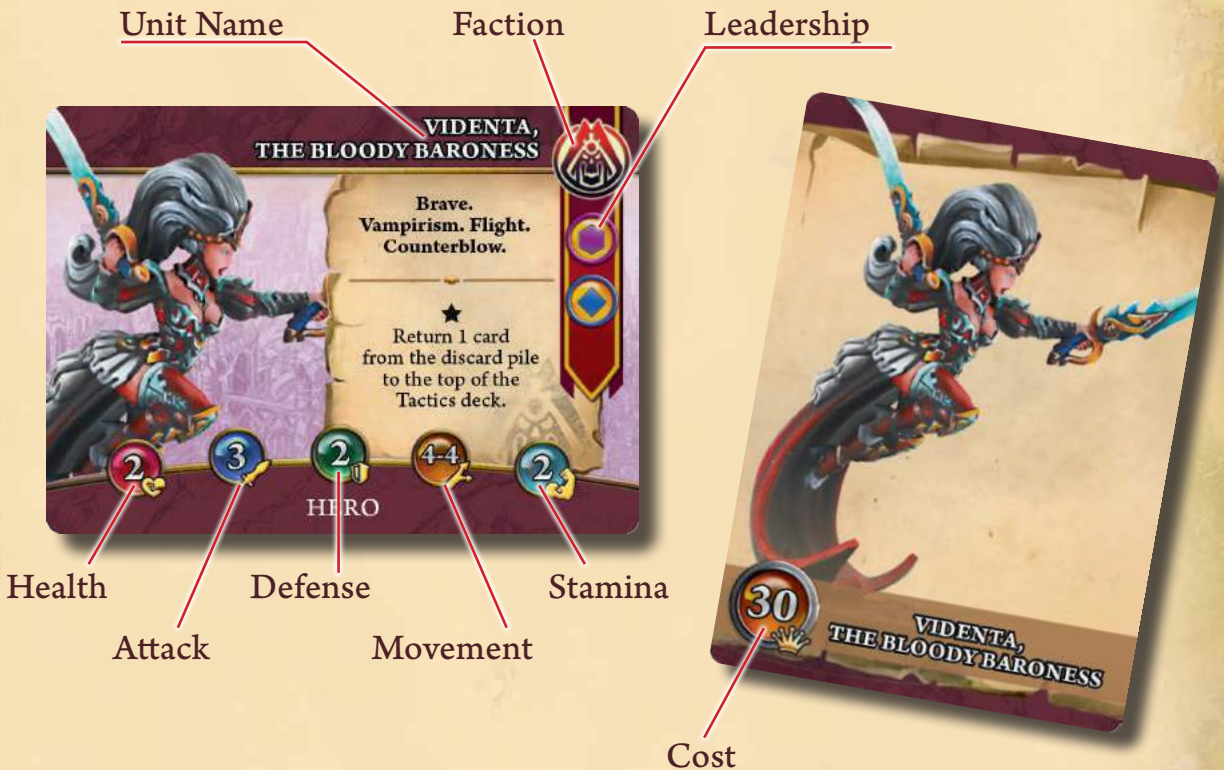 Unit Name
Faction
Leadership
VIDENTA,
THE BLOODY BARONESS
Brave.
Vampirism. Flight.
Counterblow.
Return 1 card
from the discard pile
to the top of the
Tactics deck.
2
3
2
4-4
2
HERO
Health
Attack
Defense
Movement
Stamina
30
VIDENTA,
THE BLOODY BARONESS
Cost